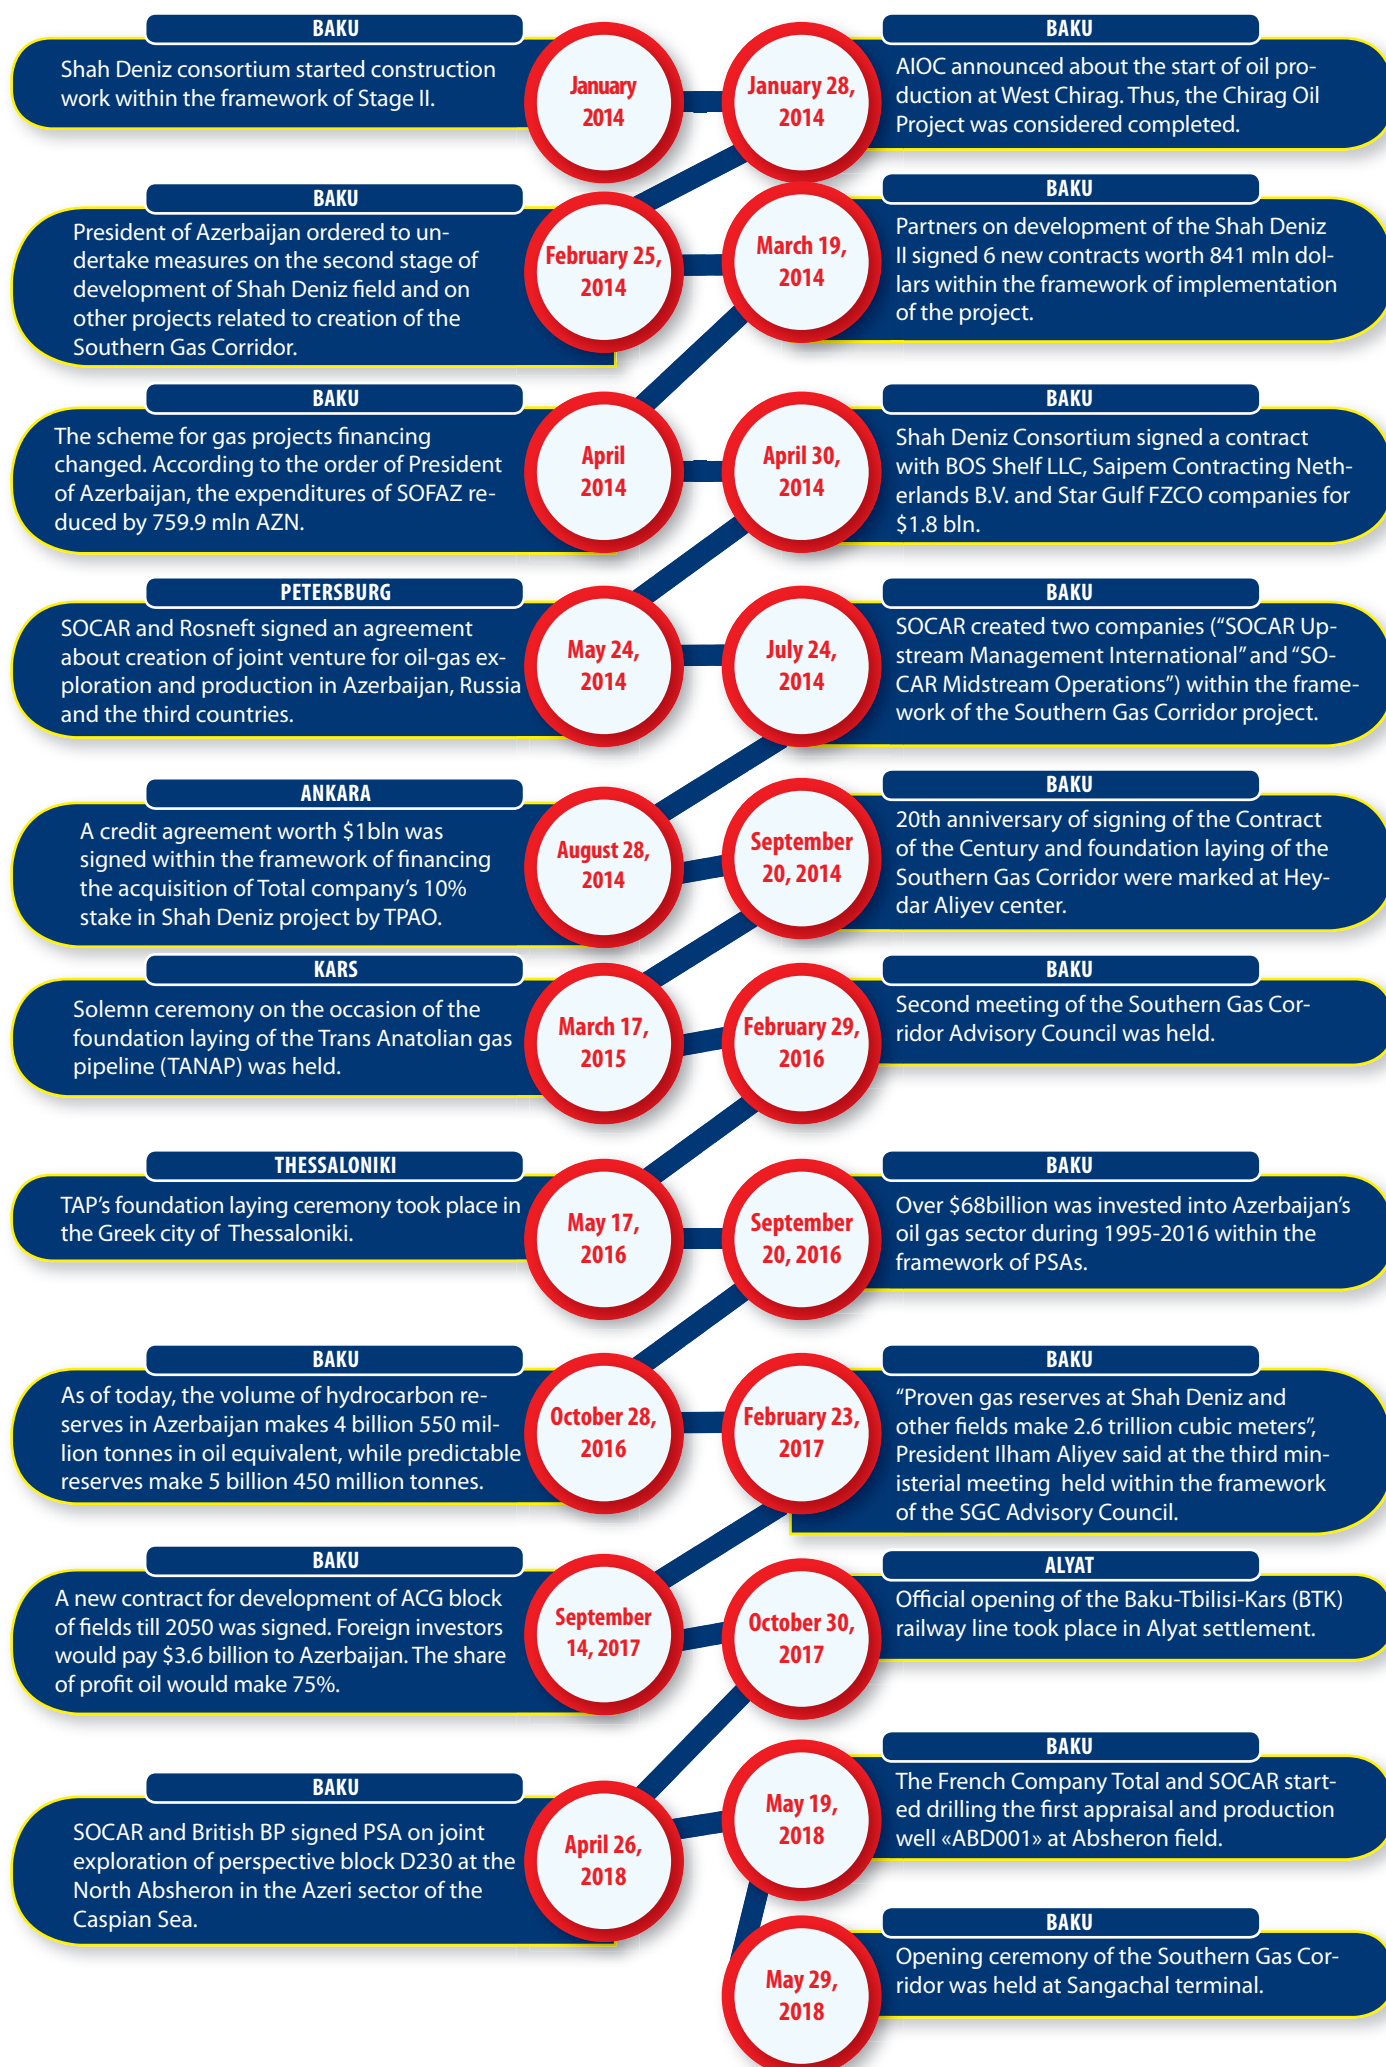 BAKU
Shah Deniz consortium started construction
work within the framework of Stage II.
January
2014
BAKU
January 28,
2014
AIOC announced about the start of oil pro-
duction at West Chirag. Thus, the Chirag Oil
Project was considered completed.
BAKU
President of Azerbaijan ordered to un-
dertake measures on the second stage of
development of Shah Deniz field and on
other projects related to creation of the
Southern Gas Corridor.
February 25,
2014
BAKU
March 19,
2014
Partners on development of the Shah Deniz
II signed 6 new contracts worth 841 mln dol-
lars within the framework of implementation
of the project.
BAKU
The scheme for gas projects financing
changed. According to the order of President
of Azerbaijan, the expenditures of SOFAZ re-
duced by 759.9 mln AZN.
April
2014
BAKU
April 30,
2014
Shah Deniz Consortium signed a contract
with BOS Shelf LLC, Saipem Contracting Neth-
erlands B.V. and Star Gulf FZCO companies for
$1.8 bln.
PETERSBURG
SOCAR and Rosneft signed an agreement
about creation of joint venture for oil-gas ex-
ploration and production in Azerbaijan, Russia
and the third countries.
May 24,
2014
BAKU
July 24,
2014
SOCAR created two companies (“SOCAR Up-
stream Management International” and “SO-
CAR Midstream Operations”) within the frame-
work of the Southern Gas Corridor project.
ANKARA
A credit agreement worth $1bln was
signed within the framework of financing
the acquisition of Total company’s 10%
stake in Shah Deniz project by TPAO.
August 28,
2014
BAKU
September
20, 2014
20th anniversary of signing of the Contract
of the Century and foundation laying of the
Southern Gas Corridor were marked at Hey-
dar Aliyev center.
KARS
Solemn ceremony on the occasion of the
foundation laying of the Trans Anatolian gas
pipeline (TANAP) was held.
March 17,
2015
BAKU
February 29,
2016
Second meeting of the Southern Gas Cor-
ridor Advisory Council was held.
THESSALONIKI
TAP’s foundation laying ceremony took place in
the Greek city of Thessaloniki.
May 17,
2016
BAKU
September
20, 2016
Over $68billion was invested into Azerbaijan’s
oil gas sector during 1995-2016 within the
framework of PSAs.
BAKU
As of today, the volume of hydrocarbon re-
serves in Azerbaijan makes 4 billion 550 mil-
lion tonnes in oil equivalent, while predictable
reserves make 5 billion 450 million tonnes.
October 28,
2016
BAKU
February 23,
2017
“Proven gas reserves at Shah Deniz and
other fields make 2.6 trillion cubic meters”,
President Ilham Aliyev said at the third min-
isterial meeting held within the framework
of the SGC Advisory Council.
BAKU
A new contract for development of ACG block
of fields till 2050 was signed. Foreign investors
would pay $3.6 billion to Azerbaijan. The share
of profit oil would make 75%.
September
14, 2017
ALYAT
October 30,
2017
Official opening of the Baku-Tbilisi-Kars (BTK)
railway line took place in Alyat settlement.
BAKU
SOCAR and British BP signed PSA on joint
exploration of perspective block D230 at the
North Absheron in the Azeri sector of the
Caspian Sea.
April 26,
2018
BAKU
May 19,
2018
The French Company Total and SOCAR start-
ed drilling the first appraisal and production
well «ABD001» at Absheron field.
BAKU
May 29,
2018
Opening ceremony of the Southern Gas Cor-
ridor was held at Sangachal terminal.